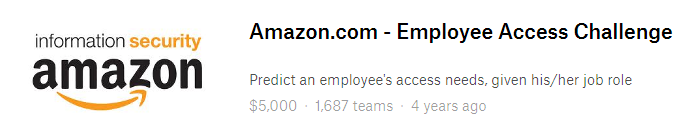 information security
amazon
Amazon.com - Employee Access Challenge
Predict an employee's access needs, given his/her job role
$5,000 · 1,687 teams · 4 years ago